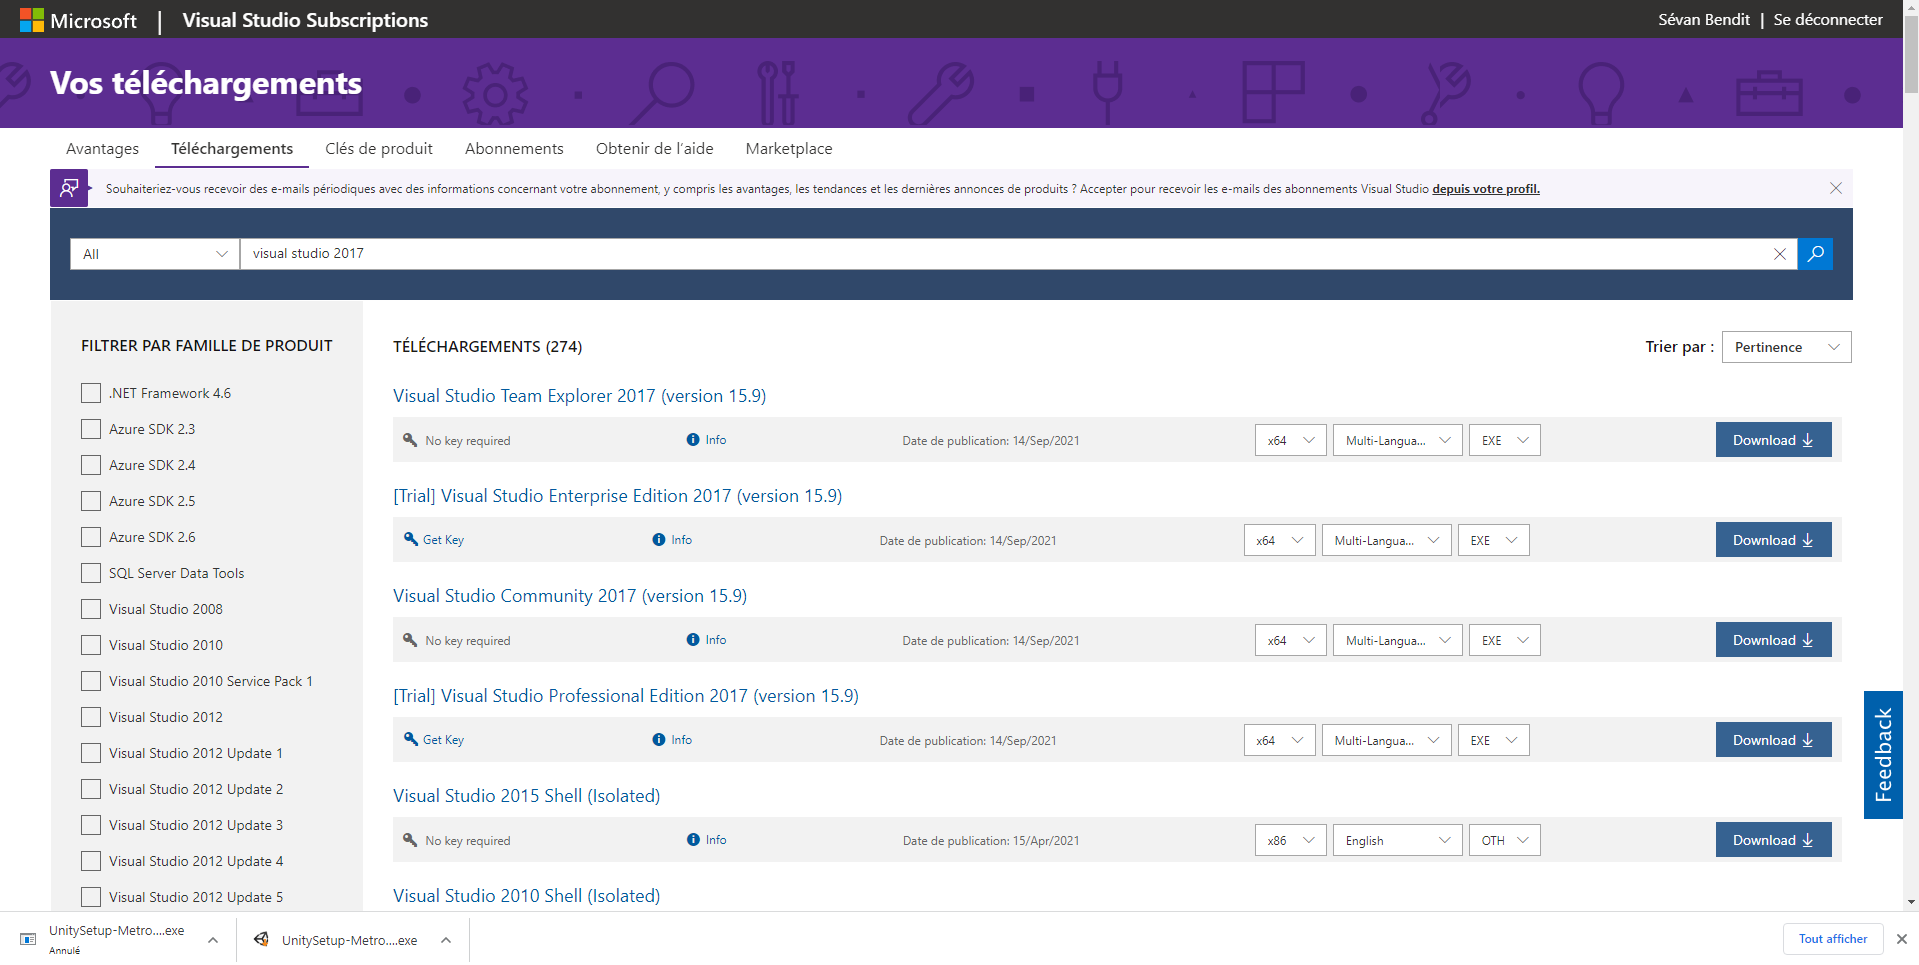 Microsoft | Visual Studio Subscriptions
Sévan Bendit | Se déconnecter
Vos téléchargements
Avantages Téléchargements Clés de produit Abonnements Obtenir de l'aide Marketplace
Souhaiteriez-vous recevoir des e-mails périodiques avec des informations concernant votre abonnement, y compris les avantages, les tendances et les dernières annonces de produits ? Accepter pour recevoir les e-mails des abonnements Visual Studio depuis votre profil.
All visual studio 2017
FILTRER PAR FAMILLE DE PRODUIT
.NET Framework 4.6
Azure SDK 2.3
Azure SDK 2.4
Azure SDK 2.5
Azure SDK 2.6
SQL Server Data Tools
Visual Studio 2008
Visual Studio 2010
Visual Studio 2010 Service Pack 1
Visual Studio 2012
Visual Studio 2012 Update 1
Visual Studio 2012 Update 2
Visual Studio 2012 Update 3
Visual Studio 2012 Update 4
Visual Studio 2012 Update 5
TÉLÉCHARGEMENTS (274)
Trier par : Pertinence
Visual Studio Team Explorer 2017 (version 15.9)
No key required Info Date de publication: 14/Sep/2021 x64 Multi-Langua... EXE Download
[Trial] Visual Studio Enterprise Edition 2017 (version 15.9)
Get Key Info Date de publication: 14/Sep/2021 x64 Multi-Langua... EXE Download
Visual Studio Community 2017 (version 15.9)
No key required Info Date de publication: 14/Sep/2021 x64 Multi-Langua... EXE Download
[Trial] Visual Studio Professional Edition 2017 (version 15.9)
Get Key Info Date de publication: 14/Sep/2021 x64 Multi-Langua... EXE Download
Visual Studio 2015 Shell (Isolated)
No key required Info Date de publication: 15/Apr/2021 x86 English OTH Download
Visual Studio 2010 Shell (Isolated)
Feedback
UnitySetup-Metro....exe
Annulé
UnitySetup-Metro....exe
Tout afficher